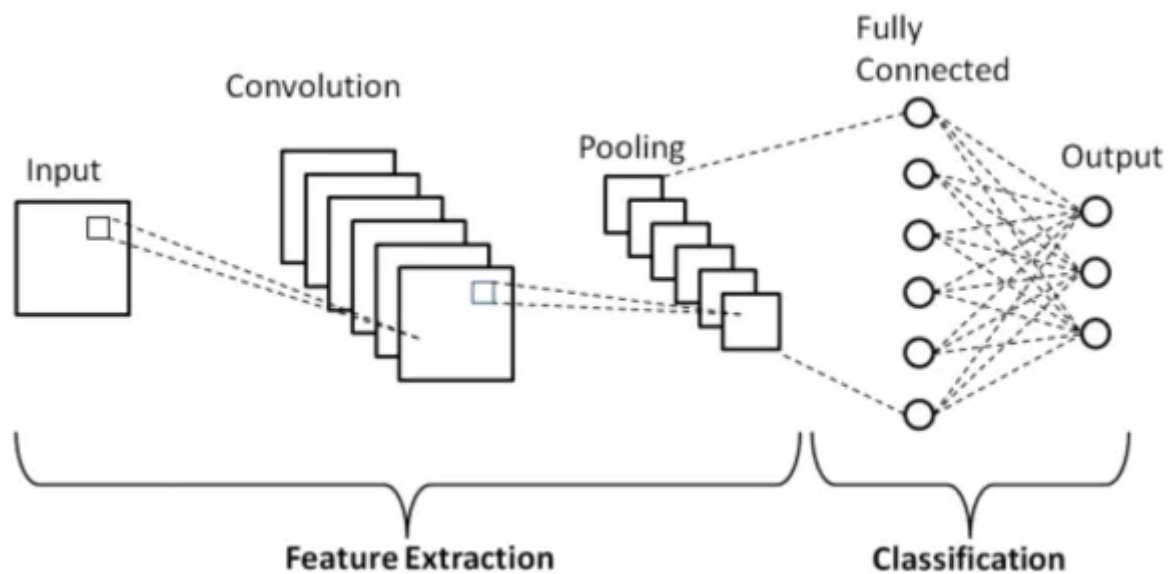 Input
Convolution
Pooling
Fully
Connected
Output
Feature Extraction
Classification